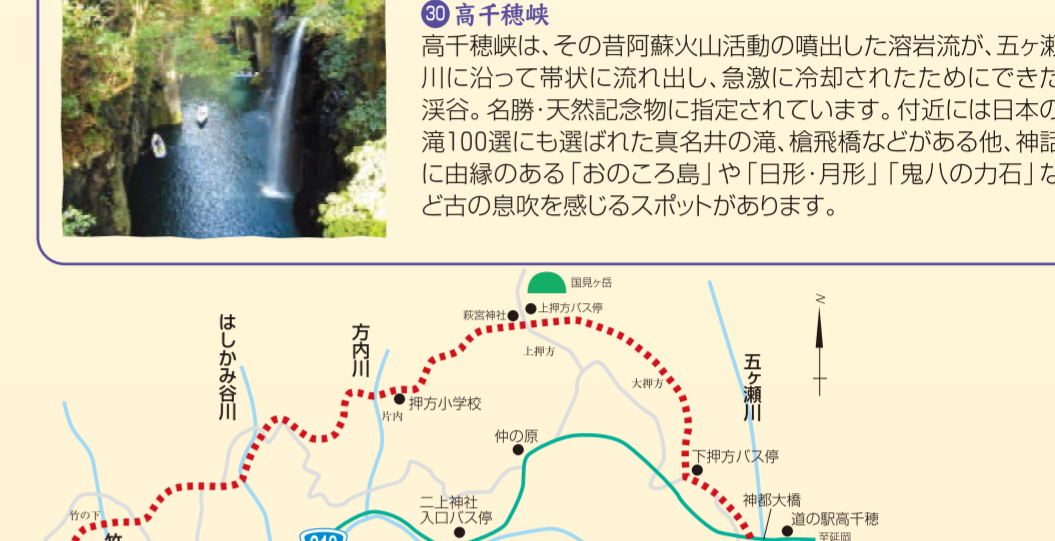 30 高千穂峡
高千穂峡は、その昔阿蘇火山活動の噴出した溶岩流が、五ヶ瀬
川に沿って帯状に流れ出し、急激に冷却されたためにできた
渓谷。名勝・天然記念物に指定されています。付近には日本の
滝100選にも選ばれた真名井の滝、槍飛橋などがある他、神話
に由縁のある「おのころ島」や「日形・月形」「鬼八の力石」な
ど古の息吹を感じるスポットがあります。
国見ヶ岳
荻宮神社
上押方バス停
N
はしかみ谷川
方内川
上押方
五ヶ瀬川
大押方
押方小学校
片内
仲の原
下押方バス停
二上神社
入口バス停
神都大橋
道の駅高千穂
竹の下
至延岡